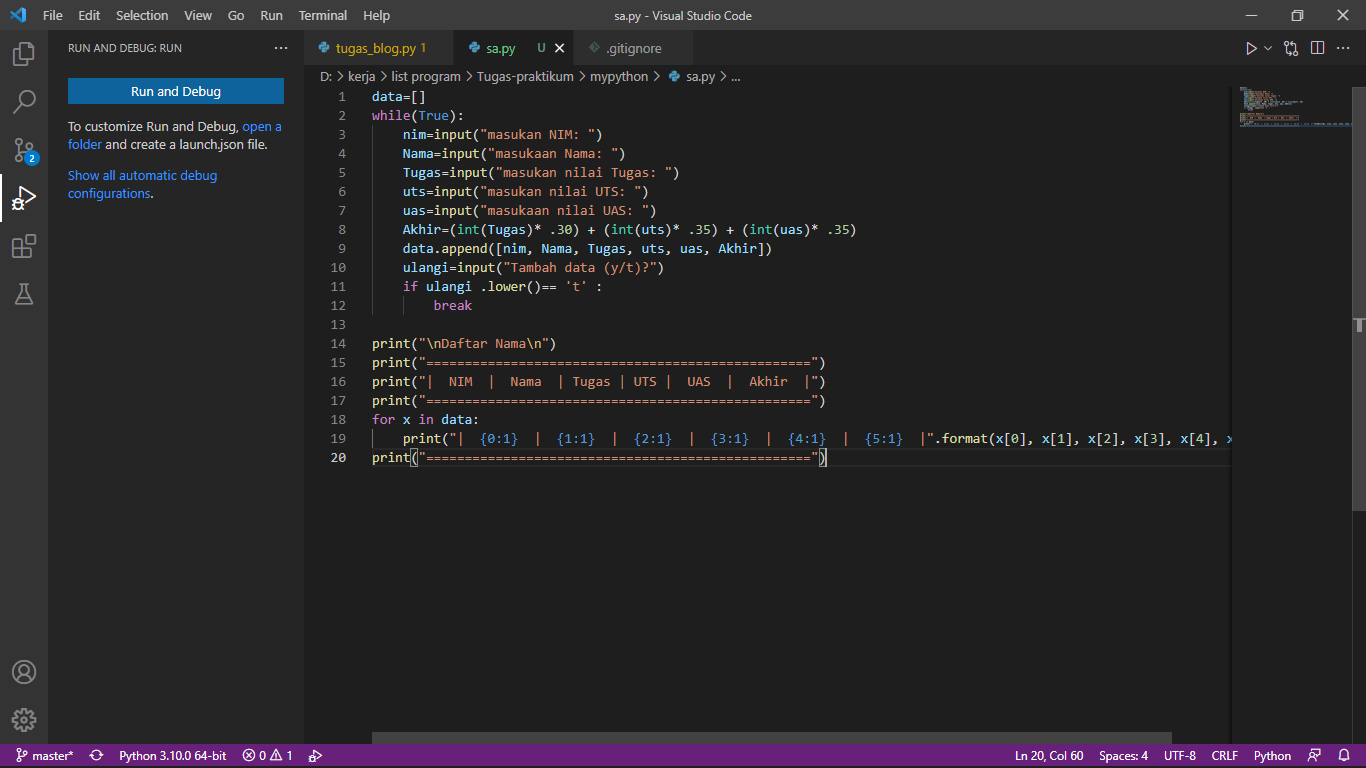 File Edit Selection View Go Run Terminal Help sa.py - Visual Studio Code
RUN AND DEBUG: RUN ···
tugas_blog.py 1 sa.py U .gitignore
D: > kerja > list program > Tugas-praktikum > mypython > sa.py > ...
Run and Debug
To customize Run and Debug, open a
folder and create a launch.json file.
Show all automatic debug
configurations.
2
1 data=[]
2 while(True):
3     nim=input("masukan NIM: ")
4     Nama=input("masukaan Nama: ")
5     Tugas=input("masukan nilai Tugas: ")
6     uts=input("masukan nilai UTS: ")
7     uas=input("masukaan nilai UAS: ")
8     Akhir=(int(Tugas)* .30) + (int(uts)* .35) + (int(uas)* .35)
9     data.append([nim, Nama, Tugas, uts, uas, Akhir])
10     ulangi=input("Tambah data (y/t)?")
11     if ulangi .lower()== 't' :
12         break
13
14 print("\nDaftar Nama\n")
15 print("==================================================")
16 print("|  NIM  |  Nama  | Tugas | UTS |  UAS  |  Akhir  |")
17 print("==================================================")
18 for x in data:
19     print("|  {0:1}  |  {1:1}  |  {2:1}  |  {3:1}  |  {4:1}  |  {5:1}  |".format(x[0], x[1], x[2], x[3], x[4], x
20 print("==================================================")
master* Python 3.10.0 64-bit 0 1 Ln 20, Col 60 Spaces: 4 UTF-8 CRLF Python